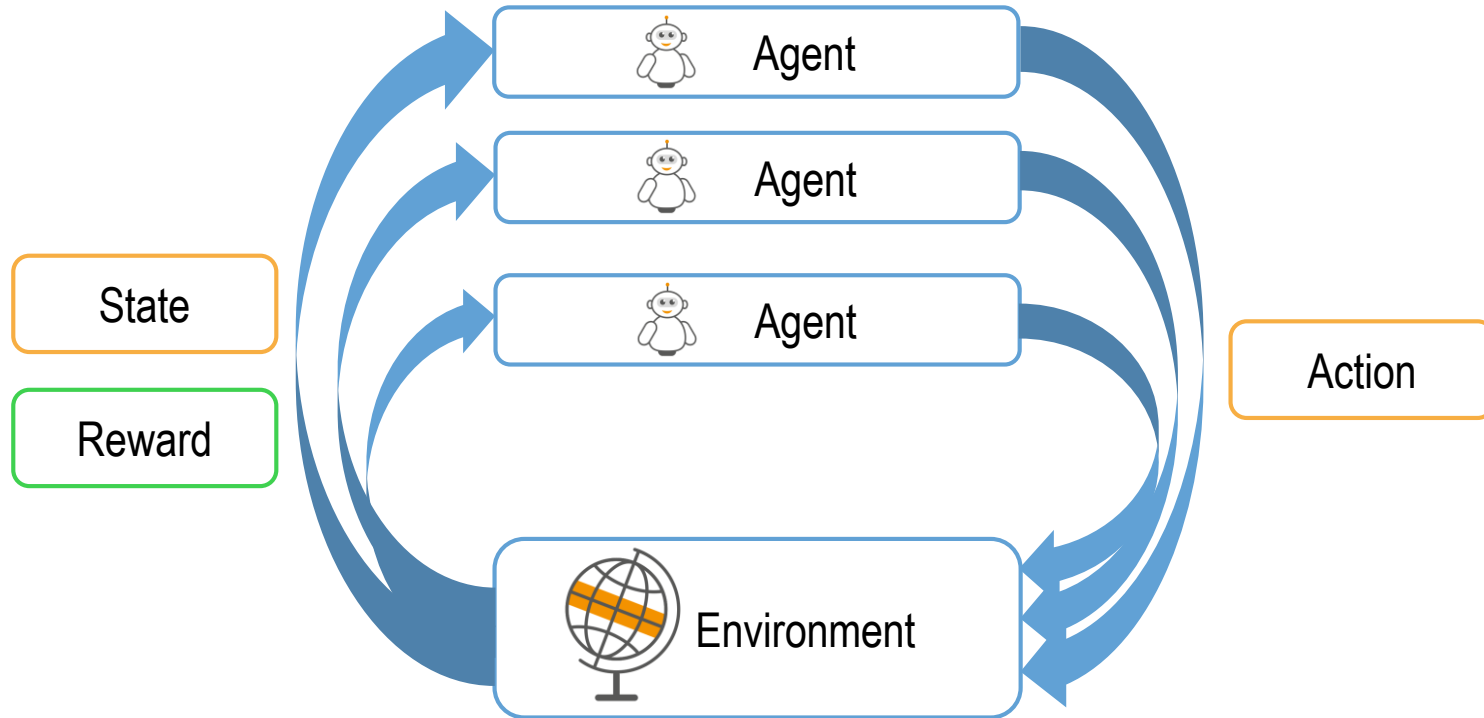 Agent
Agent
State
Agent
Action
Reward
Environment